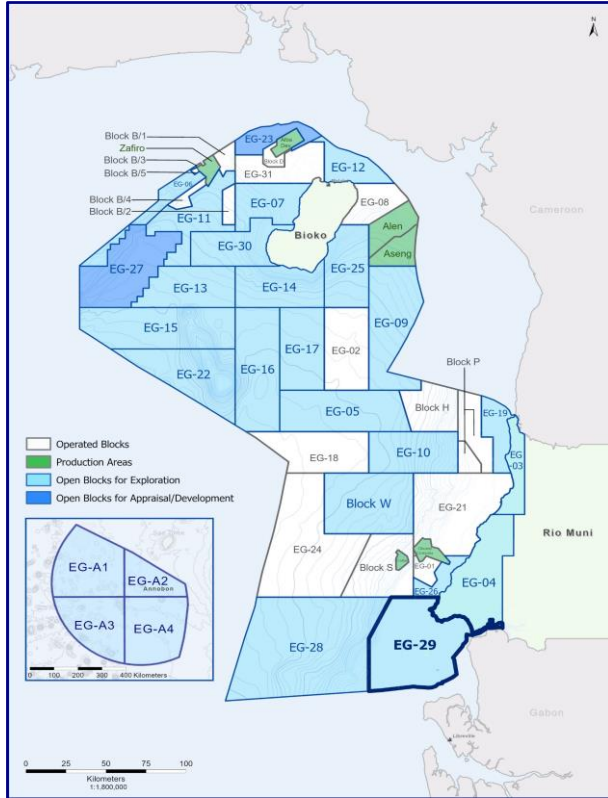 N
Block B/1
Zafiro
Block B/3
Block B/5
Block B/4
Block B/2
EG-23
Block D
EG-31
EG-12
EG-06
EG-11
EG-07
EG-08
Bioko
Alen
Aseng
Cameroon
EG-30
EG-27
EG-25
EG-13
EG-14
EG-15
EG-17
EG-02
EG-09
EG-22
EG-16
EG-05
Block P
Block H
EG-19
EG-03
EG-18
EG-10
Block W
EG-21
Rio Muni
EG-24
Block S
EG-01
EG-26
EG-04
EG-28
EG-29
Gabon
Libreville
Operated Blocks
Production Areas
Open Blocks for Exploration
Open Blocks for Appraisal/Development
EG-A1
EG-A2
Annobon
EG-A3
EG-A4
0 100 200 300 400 Kilometers
0 25 50 75 100
Kilometers
1:1,800,000